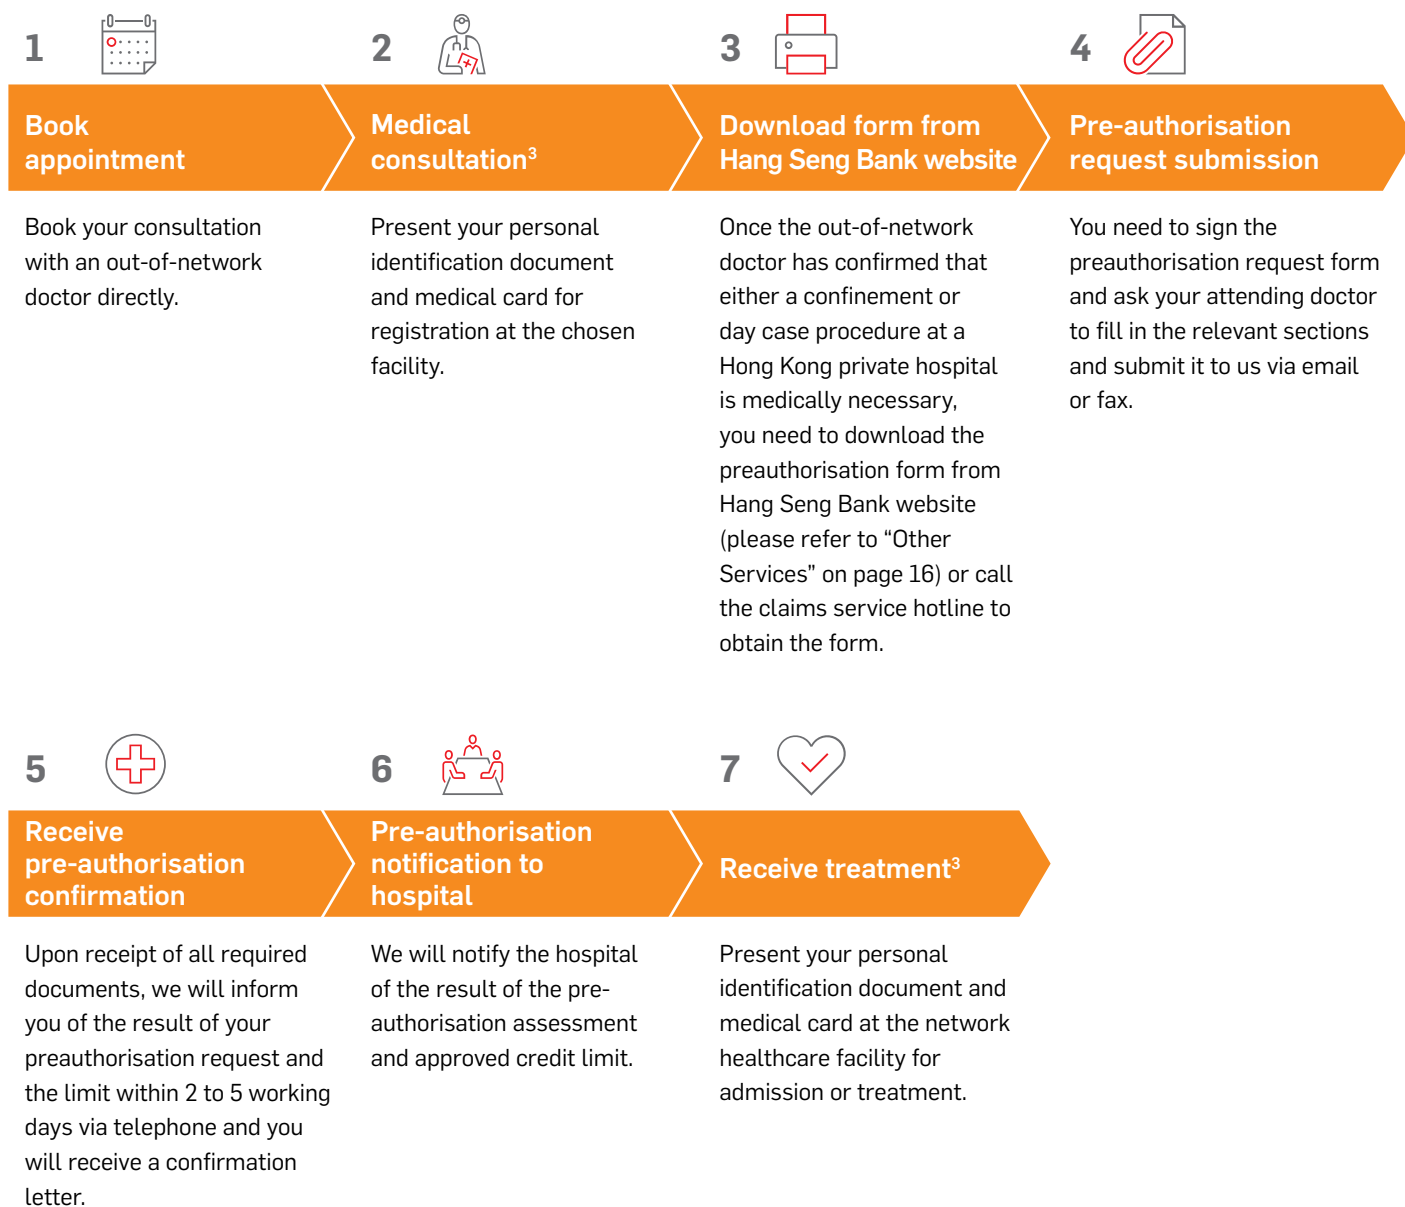 1
Book
appointment
Book your consultation
with an out-of-network
doctor directly.
2
Medical
consultation³
Present your personal
identification document
and medical card for
registration at the chosen
facility.
3
Download form from
Hang Seng Bank website
Once the out-of-network
doctor has confirmed that
either a confinement or
day case procedure at a
Hong Kong private hospital
is medically necessary,
you need to download the
preauthorisation form from
Hang Seng Bank website
(please refer to “Other
Services” on page 16) or call
the claims service hotline to
obtain the form.
4
Pre-authorisation
request submission
You need to sign the
preauthorisation request form
and ask your attending doctor
to fill in the relevant sections
and submit it to us via email
or fax.
5
Receive
pre-authorisation
confirmation
Upon receipt of all required
documents, we will inform
you of the result of your
preauthorisation request and
the limit within 2 to 5 working
days via telephone and you
will receive a confirmation
letter.
6
Pre-authorisation
notification to
hospital
We will notify the hospital
of the result of the pre-
authorisation assessment
and approved credit limit.
7
Receive treatment³
Present your personal
identification document and
medical card at the network
healthcare facility for
admission or treatment.